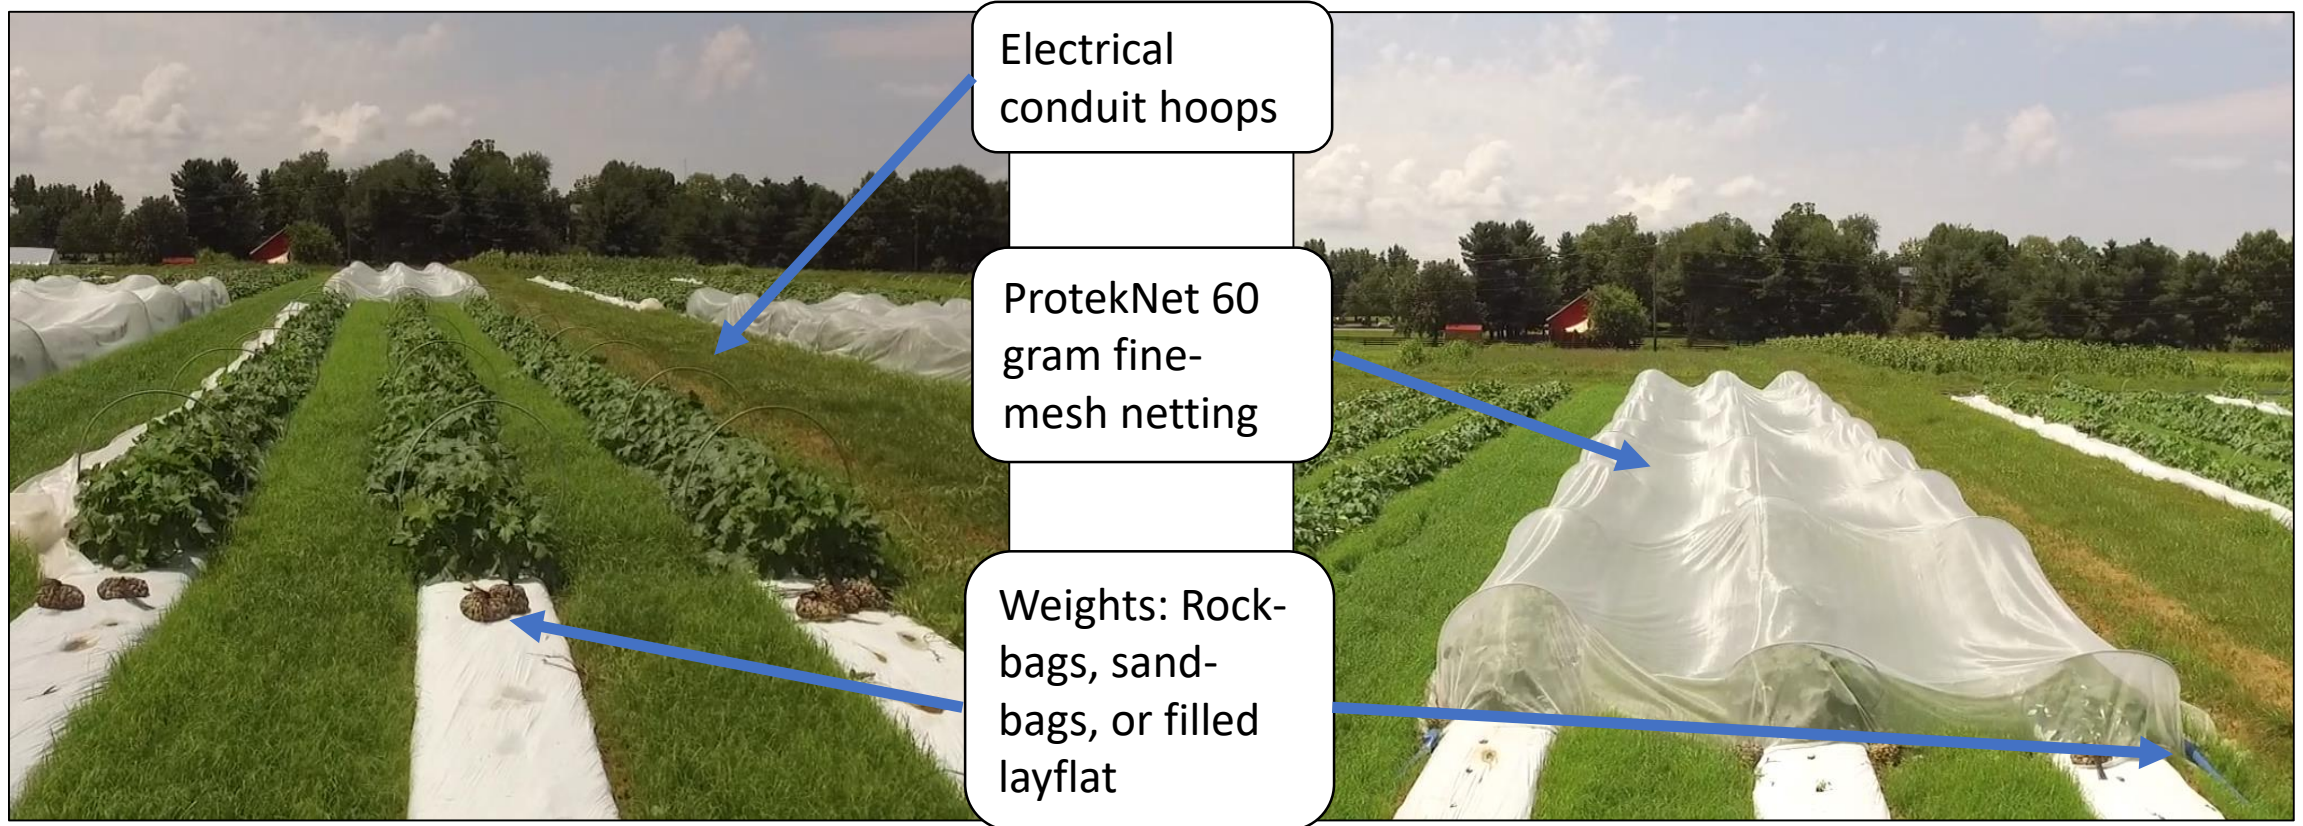 Electrical
conduit hoops
ProtekNet 60
gram fine-
mesh netting
Weights: Rock-
bags, sand-
bags, or filled
layflat